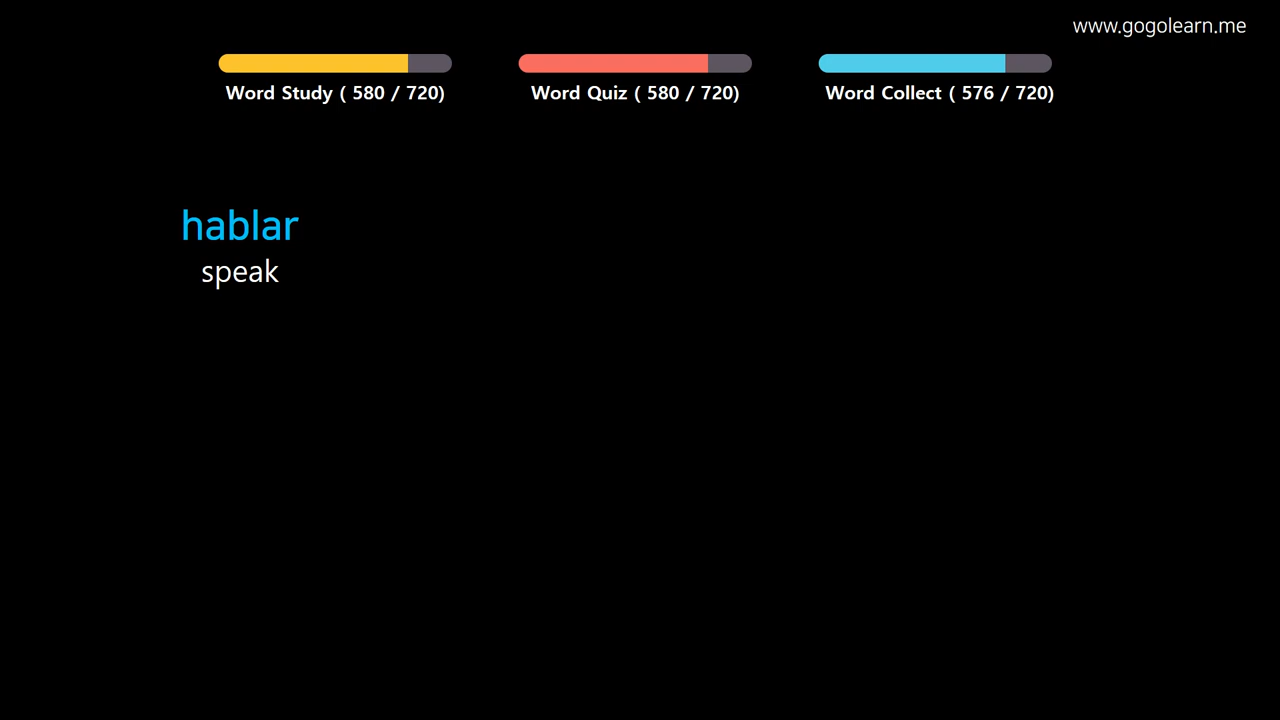 www.gogolearn.me
Word Study ( 580 / 720)
Word Quiz ( 580 / 720)
Word Collect ( 576 / 720)
hablar
speak